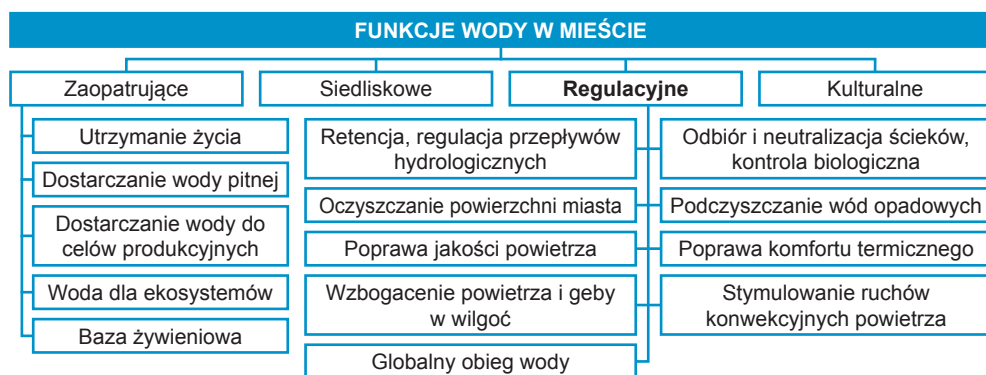 FUNKCJE WODY W MIEŚCIE
Zaopatrujące
Siedliskowe
Regulacyjne
Kulturalne
Utrzymanie życia
Dostarczanie wody pitnej
Dostarczanie wody do
celów produkcyjnych
Woda dla ekosystemów
Baza żywieniowa
Retencja, regulacja przepływów
hydrologicznych
Oczyszczanie powierzchni miasta
Poprawa jakości powietrza
Wzbogacenie powietrza i geby
w wilgoć
Globalny obieg wody
Odbiór i neutralizacja ścieków,
kontrola biologiczna
Podczyszczanie wód opadowych
Poprawa komfortu termicznego
Stymulowanie ruchów
konwekcyjnych powietrza